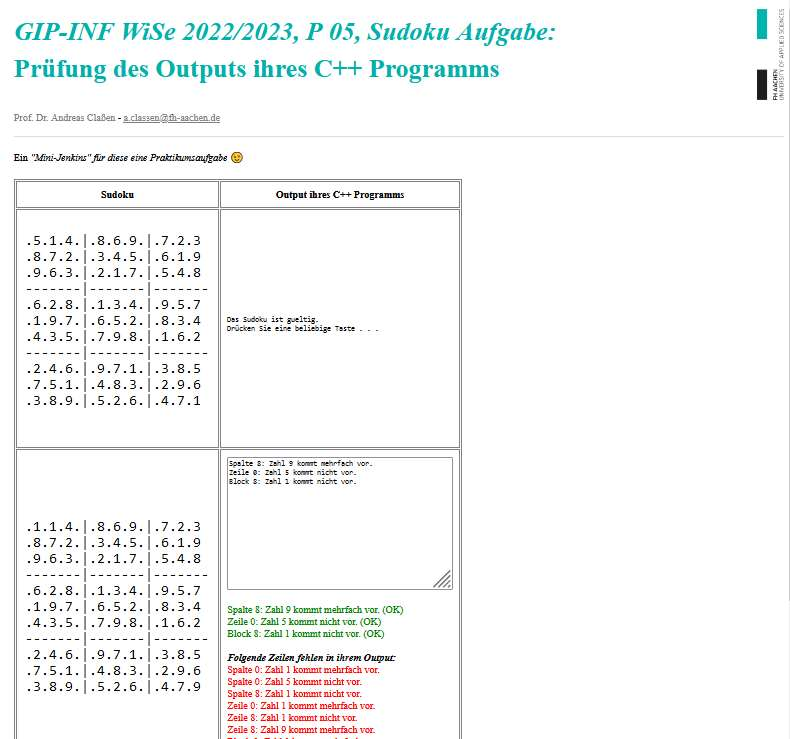 GIP-INF WiSe 2022/2023, P 05, Sudoku Aufgabe:
Prüfung des Outputs ihres C++ Programms
FH AACHEN
UNIVERSITY OF APPLIED SCIENCES
Prof. Dr. Andreas Claßen - a.classen@fh-aachen.de
Ein "Mini-Jenkins" für diese eine Praktikumsaufgabe
Sudoku
Output ihres C++ Programms
.5.1.4.|.8.6.9.|.7.2.3
.8.7.2.|.3.4.5.|.6.1.9
.9.6.3.|.2.1.7.|.5.4.8
-------|-------|-------
.6.2.8.|.1.3.4.|.9.5.7
.1.9.7.|.6.5.2.|.8.3.4
.4.3.5.|.7.9.8.|.1.6.2
-------|-------|-------
.2.4.6.|.9.7.1.|.3.8.5
.7.5.1.|.4.8.3.|.2.9.6
.3.8.9.|.5.2.6.|.4.7.1
Das Sudoku ist gueltig.
Drücken Sie eine beliebige Taste . . .
.1.1.4.|.8.6.9.|.7.2.3
.8.7.2.|.3.4.5.|.6.1.9
.9.6.3.|.2.1.7.|.5.4.8
-------|-------|-------
.6.2.8.|.1.3.4.|.9.5.7
.1.9.7.|.6.5.2.|.8.3.4
.4.3.5.|.7.9.8.|.1.6.2
-------|-------|-------
.2.4.6.|.9.7.1.|.3.8.5
.7.5.1.|.4.8.3.|.2.9.6
.3.8.9.|.5.2.6.|.4.7.9
Spalte 8: Zahl 9 kommt mehrfach vor.
Zeile 0: Zahl 5 kommt nicht vor.
Block 8: Zahl 1 kommt nicht vor.
Spalte 8: Zahl 9 kommt mehrfach vor. (OK)
Zeile 0: Zahl 5 kommt nicht vor. (OK)
Block 8: Zahl 1 kommt nicht vor. (OK)
Folgende Zeilen fehlen in ihrem Output:
Spalte 0: Zahl 1 kommt mehrfach vor.
Spalte 0: Zahl 5 kommt nicht vor.
Spalte 8: Zahl 1 kommt nicht vor.
Zeile 0: Zahl 1 kommt mehrfach vor.
Zeile 8: Zahl 1 kommt nicht vor.
Zeile 8: Zahl 9 kommt mehrfach vor.